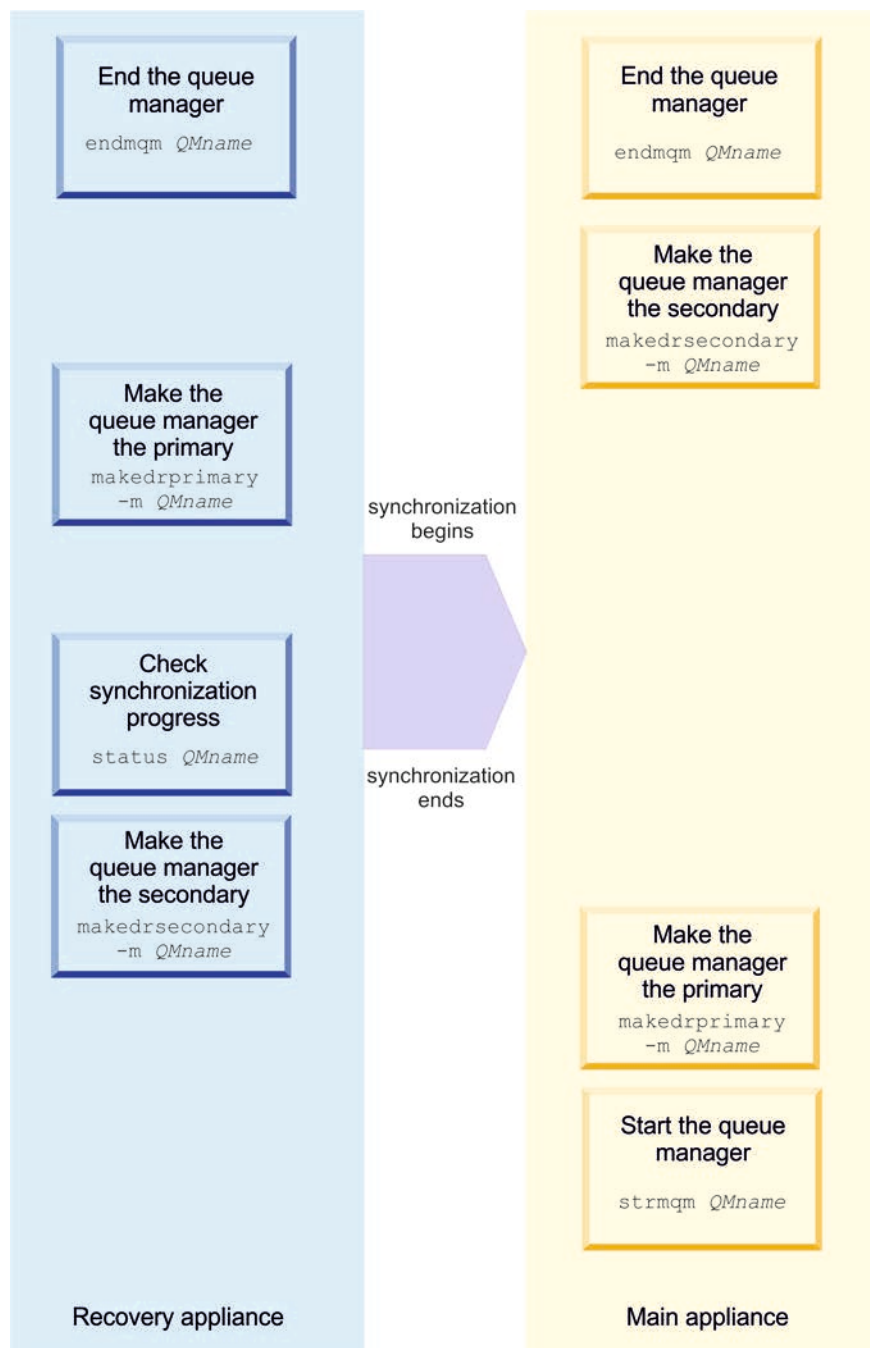 End the queue
manager
endmqm QMname
End the queue
manager
endmqm QMname
Make the
queue manager
the secondary
makedrsecondary
-m QMname
Make the
queue manager
the primary
makedrprimary
-m QMname
synchronization
begins
Check
synchronization
progress
status QMname
synchronization
ends
Make the
queue manager
the secondary
makedrsecondary
-m QMname
Make the
queue manager
the primary
makedrprimary
-m QMname
Start the queue
manager
strmqm QMname
Recovery appliance
Main appliance